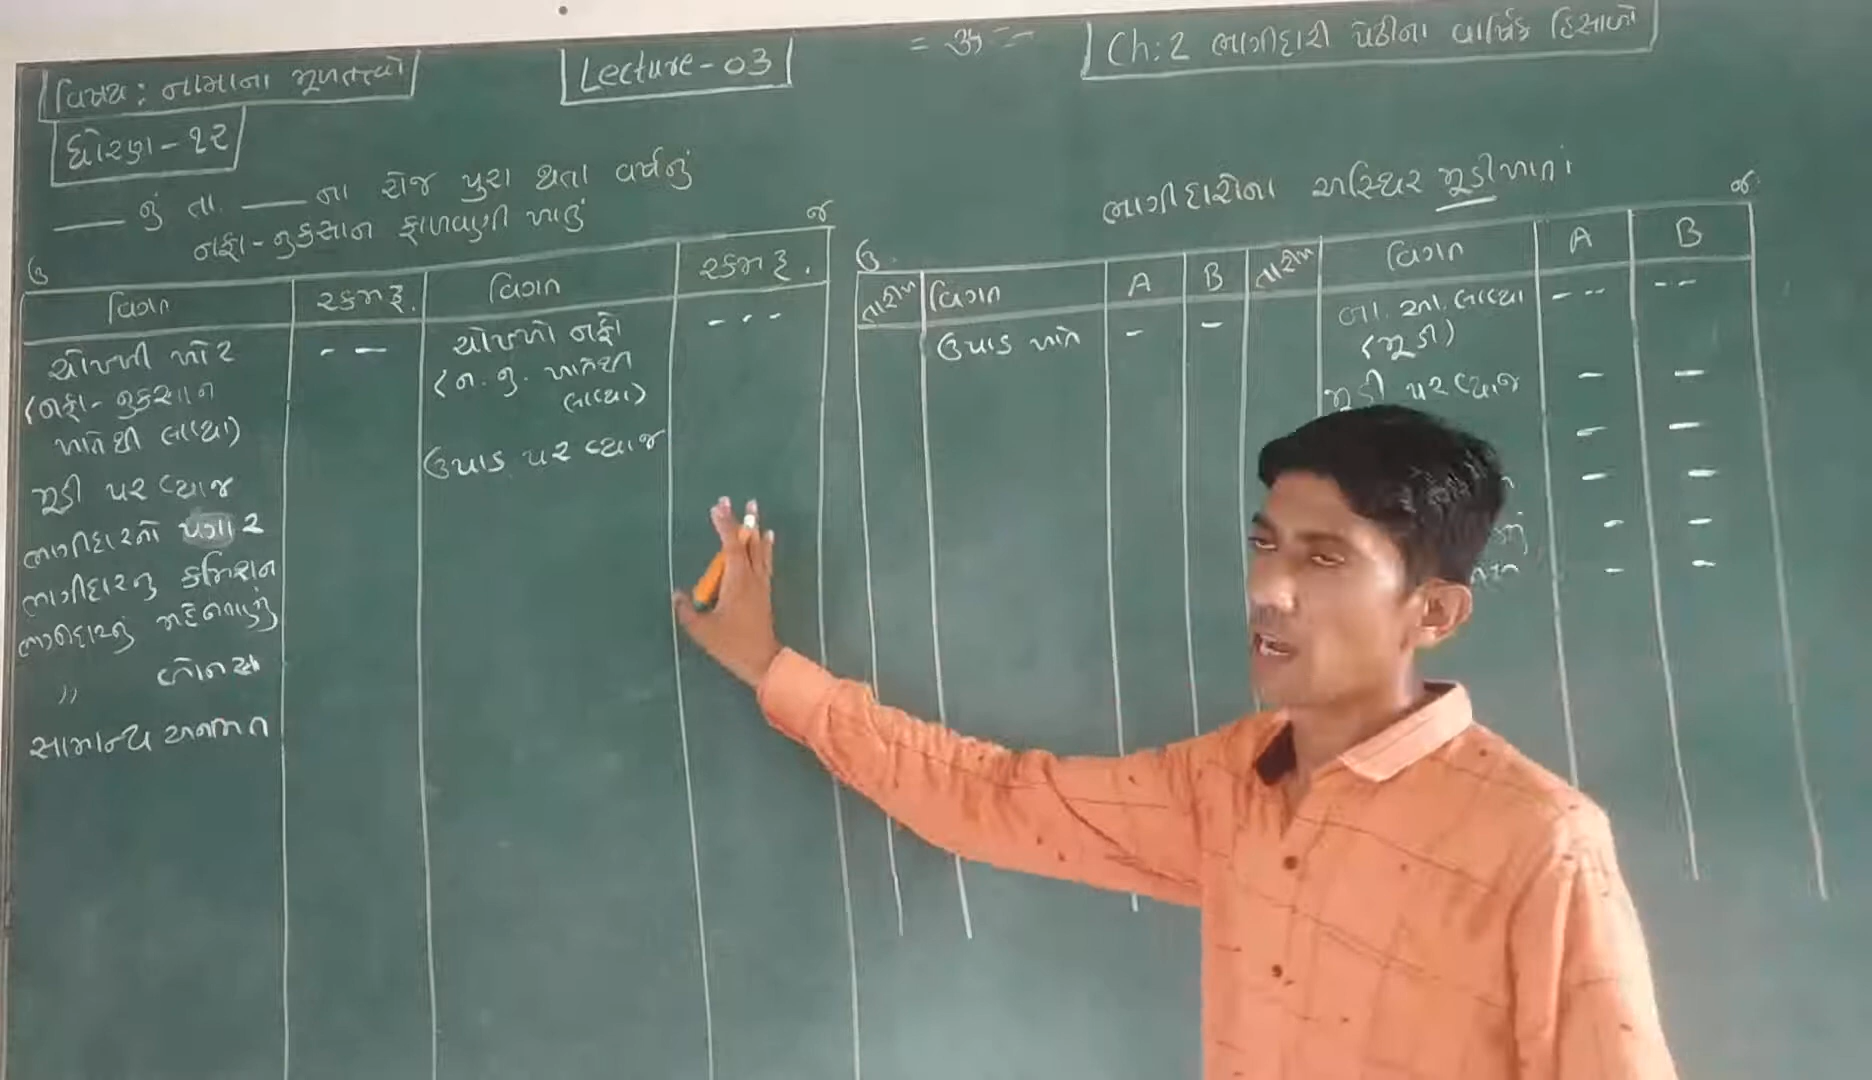 વિષય: નામાના મૂળતત્ત્વો
Lecture-03
= ૐ =
Ch:2 ભાગીદારી પેઢીના વાર્ષિક હિસાબો
ધોરણ-૧૨
___ નું તા. ___ ના રોજ પુરા થતા વર્ષનું
નફા-નુકસાન ફાળવણી ખાતું
ઉ જ
વિગત રકમ રૂ. વિગત રકમ રૂ.
ચોખ્ખી ખોટ -- ચોખ્ખો નફો ---
(નફા-નુકસાન (ન.નુ. ખાતેથી
ખાતેથી લાવ્યા) લાવ્યા)
મૂડી પર વ્યાજ ઉપાડ પર વ્યાજ
ભાગીદારનો પગાર
ભાગીદારનુ કમિશન
ભાગીદારનું મહેનતાણું
,, બોનસ
સામાન્ય અનામત
ભાગીદારોના અસ્થિર મૂડીખાતાં
ઉ. જ.
તારીખ વિગત A B તારીખ વિગત A B
ઉપાડ ખાતે - - બા. આ. લાવ્યા --- ---
(મૂડી)
મૂડી પર વ્યાજ - -